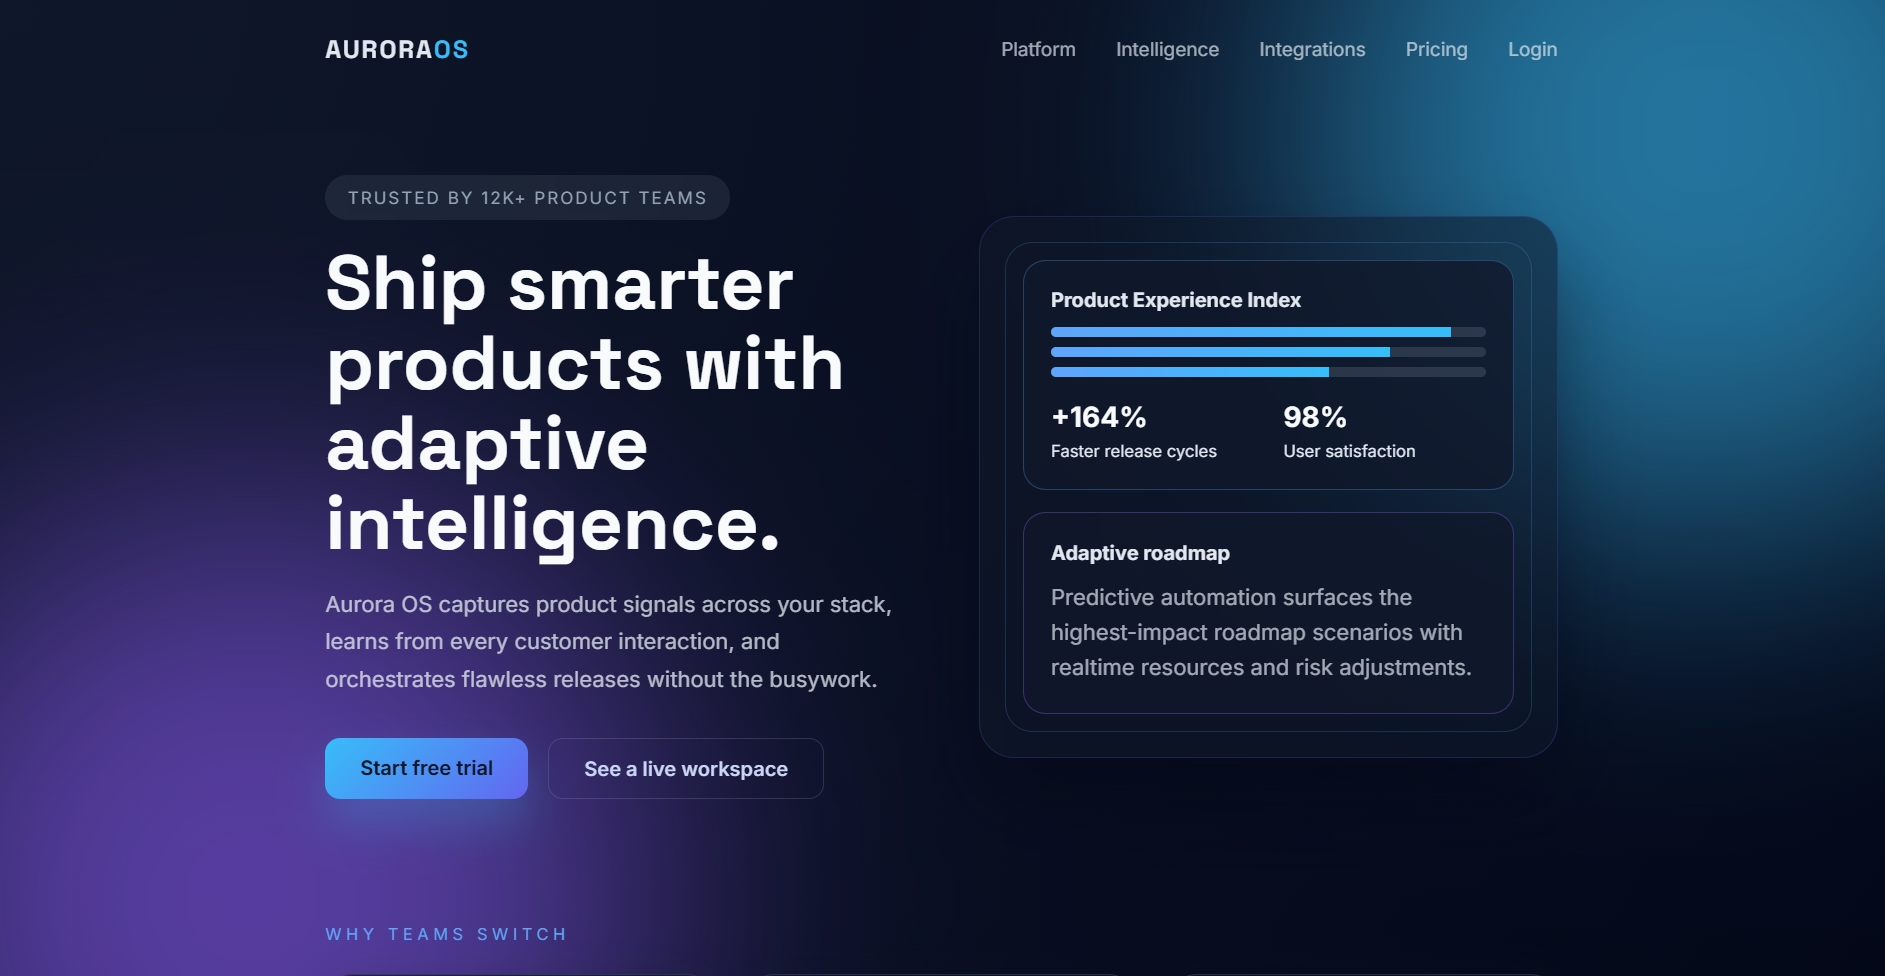 AURORAOS
Platform
Intelligence
Integrations
Pricing
Login
TRUSTED BY 12K+ PRODUCT TEAMS
Ship smarter
products with
adaptive
intelligence.
Aurora OS captures product signals across your stack,
learns from every customer interaction, and
orchestrates flawless releases without the busywork.
Start free trial
See a live workspace
Product Experience Index
+164%
Faster release cycles
98%
User satisfaction
Adaptive roadmap
Predictive automation surfaces the
highest-impact roadmap scenarios with
realtime resources and risk adjustments.
WHY TEAMS SWITCH